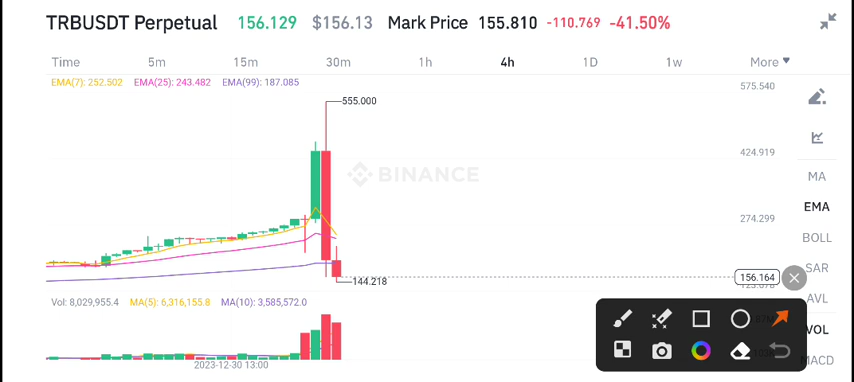 TRBUSDT Perpetual 156.129 $156.13 Mark Price 155.810 -110.769 -41.50%
Time 5m 15m 30m 1h 4h 1D 1w More
EMA(7): 252.502 EMA(25): 243.482 EMA(99): 187.085
575.540
555.000
424.919
BINANCE
MA
EMA
274.299
BOLL
SAR
156.164
144.218
AVL
Vol: 8,029,955.4 MA(5): 6,316,155.8 MA(10): 3,585,572.0
VOL
MACD
2023-12-30 13:00